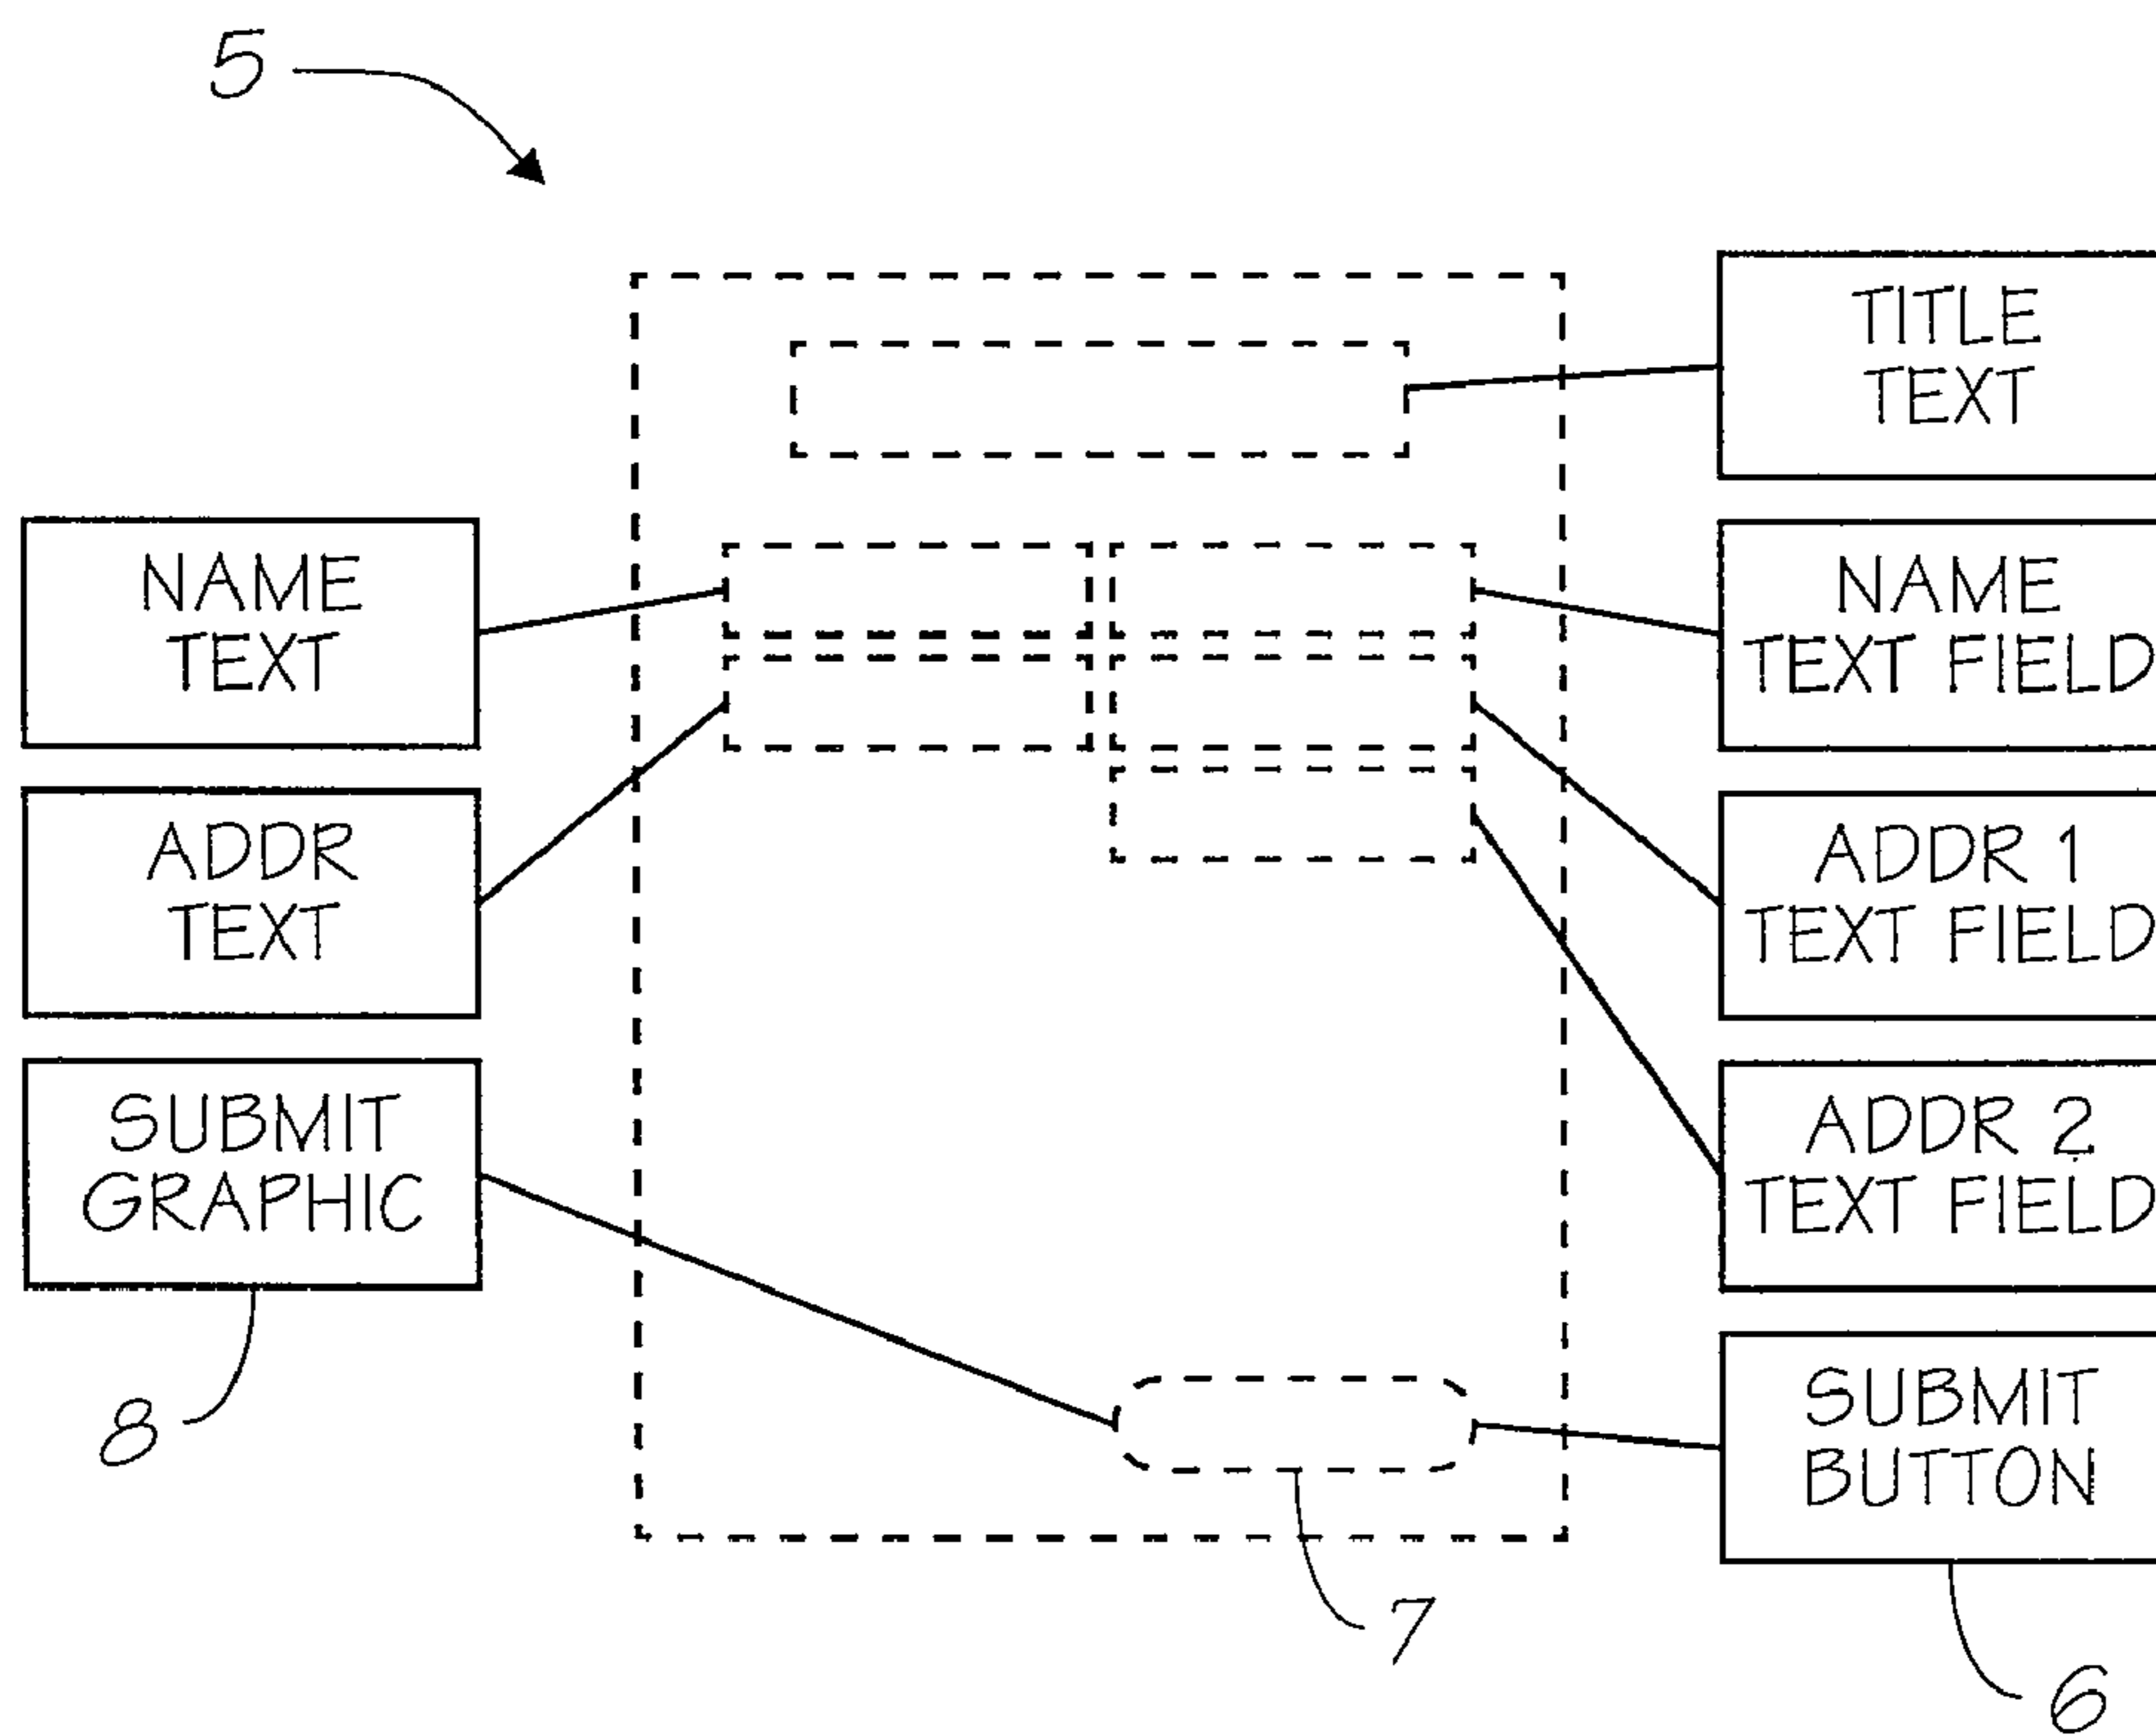 5
TITLE
TEXT
NAME
TEXT
NAME
TEXT FIELD
ADDR
TEXT
ADDR 1
TEXT FIELD
SUBMIT
GRAPHIC
ADDR 2
TEXT FIELD
SUBMIT
BUTTON
8
7
6